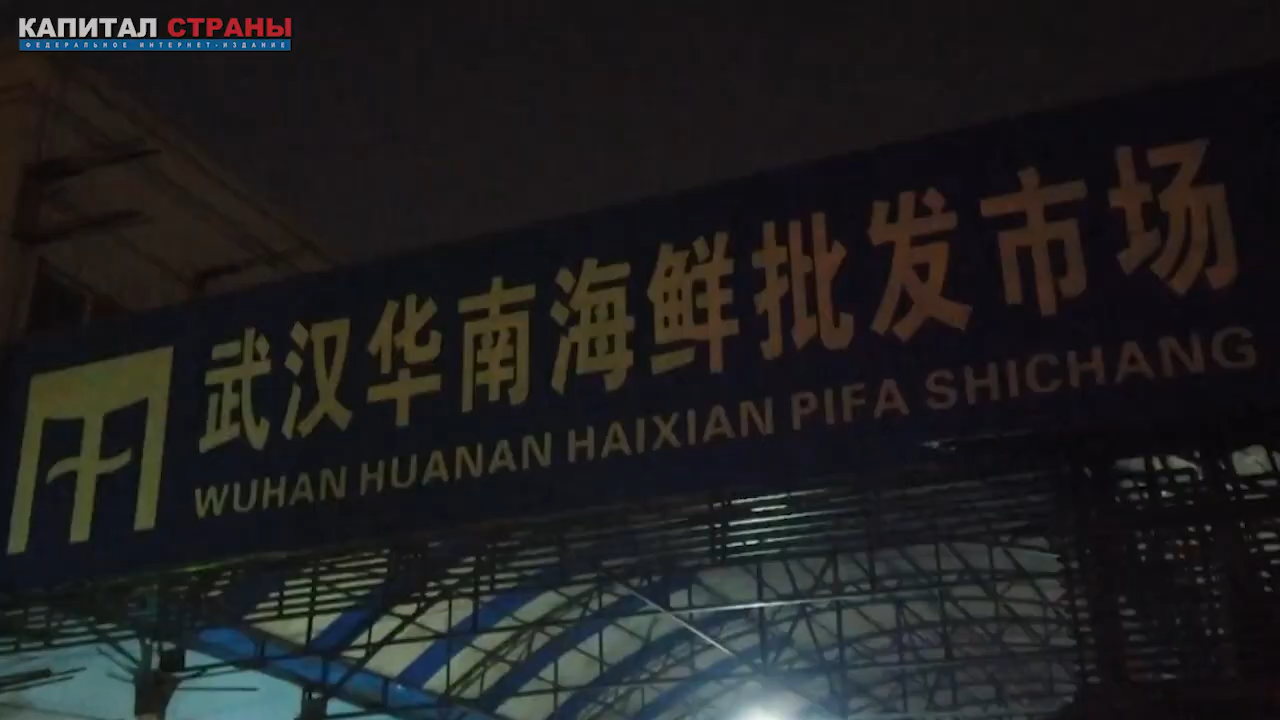 КАПИТАЛ СТРАНЫ
ФЕДЕРАЛЬНОЕ ИНТЕРНЕТ-ИЗДАНИЕ
武汉华南海鲜批发市场
WUHAN HUANAN HAIXIAN PIFA SHICHANG